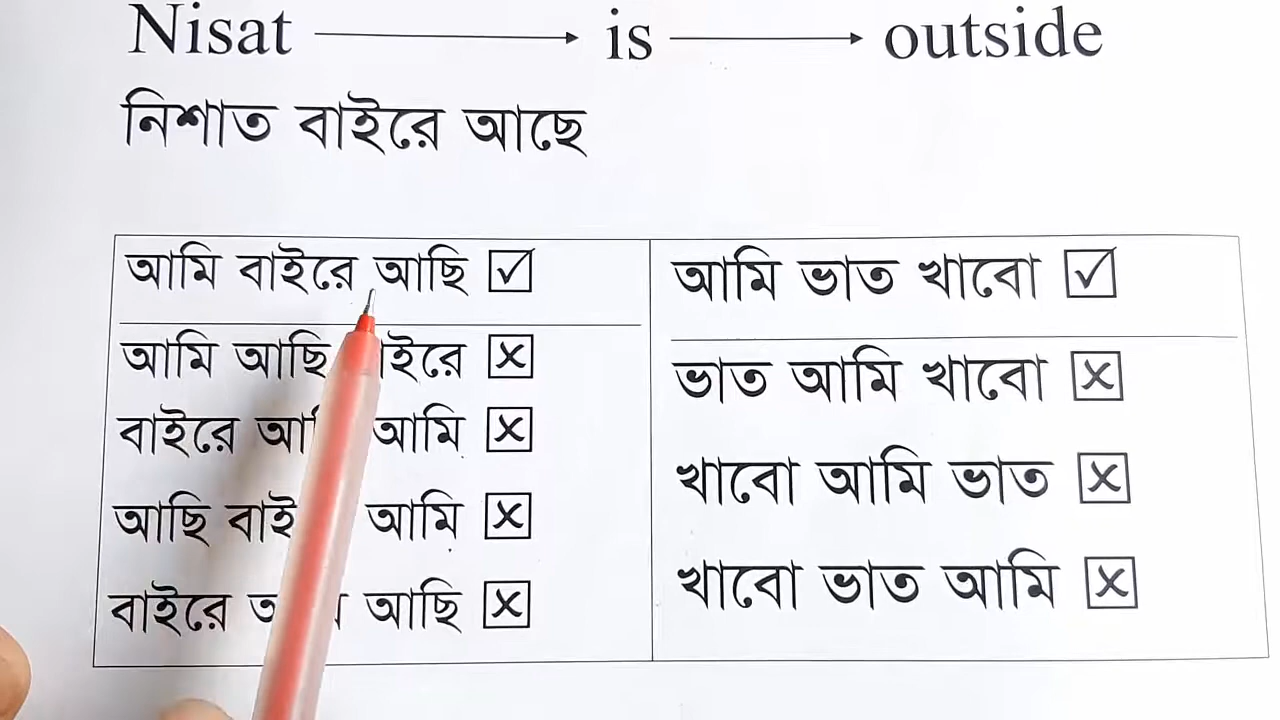 Nisat is outside
নিশাত বাইরে আছে
আমি বাইরে আছি
আমি আছি
বাইরে আমি
আছি আমি
বাইরে আছি
আমি ভাত খাবো
ভাত আমি খাবো
খাবো আমি ভাত
খাবো ভাত আমি